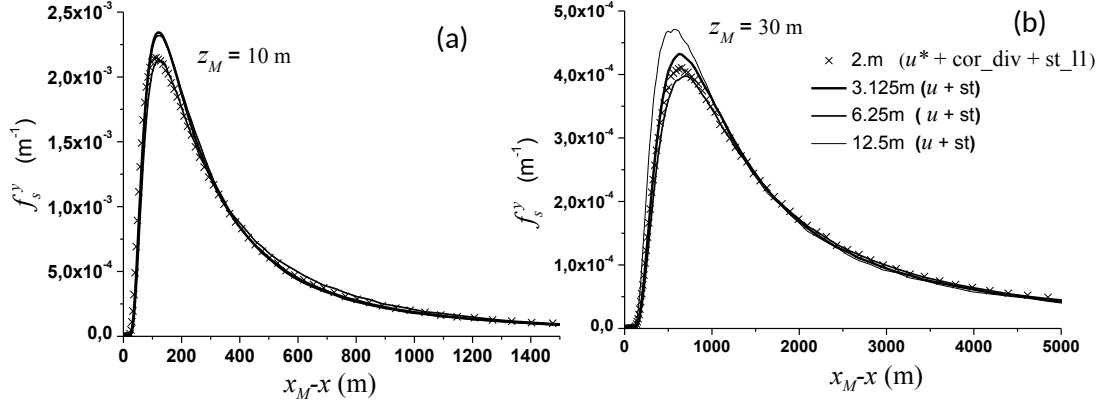 (a)
z_M = 10 m
2,5x10⁻³
2,0x10⁻³
1,5x10⁻³
1,0x10⁻³
5,0x10⁻⁴
0,0
f_s^y (m⁻¹)
0 200 400 600 800 1000 1200 1400
x_M-x (m)
(b)
z_M = 30 m
× 2.m (u* + cor_div + st_l1)
3.125m (u + st)
6.25m ( u + st)
12.5m (u + st)
5,0x10⁻⁴
4,0x10⁻⁴
3,0x10⁻⁴
2,0x10⁻⁴
1,0x10⁻⁴
0,0
f_s^y (m⁻¹)
0 1000 2000 3000 4000 5000
x_M-x (m)